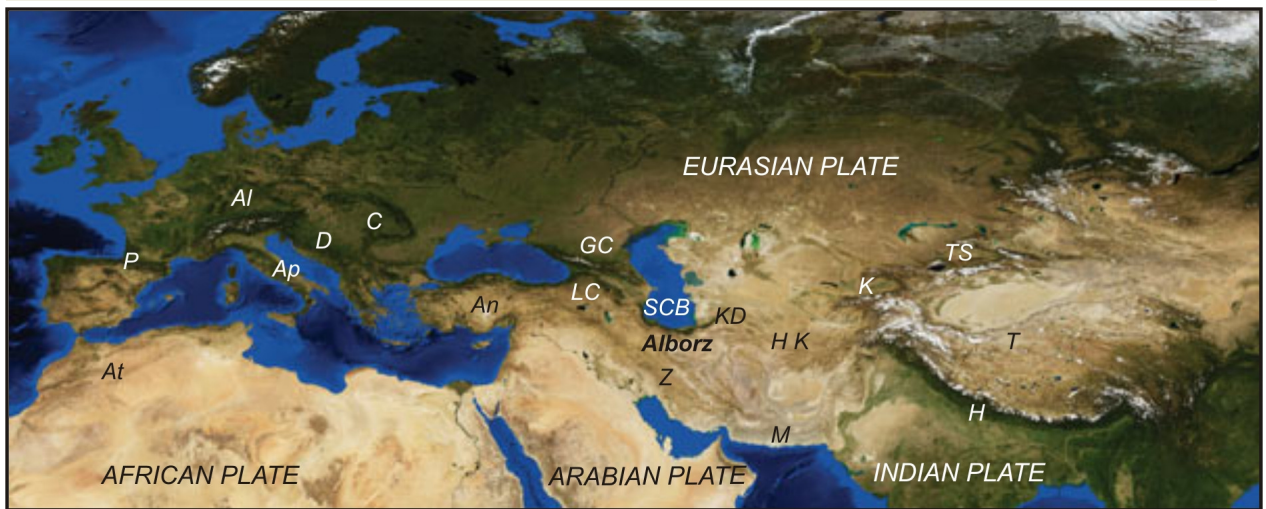 EURASIAN PLATE
Al
C
D
GC
TS
P
Ap
K
LC
An
SCB
KD
Alborz
H K
T
At
Z
H
M
AFRICAN PLATE
ARABIAN PLATE
INDIAN PLATE